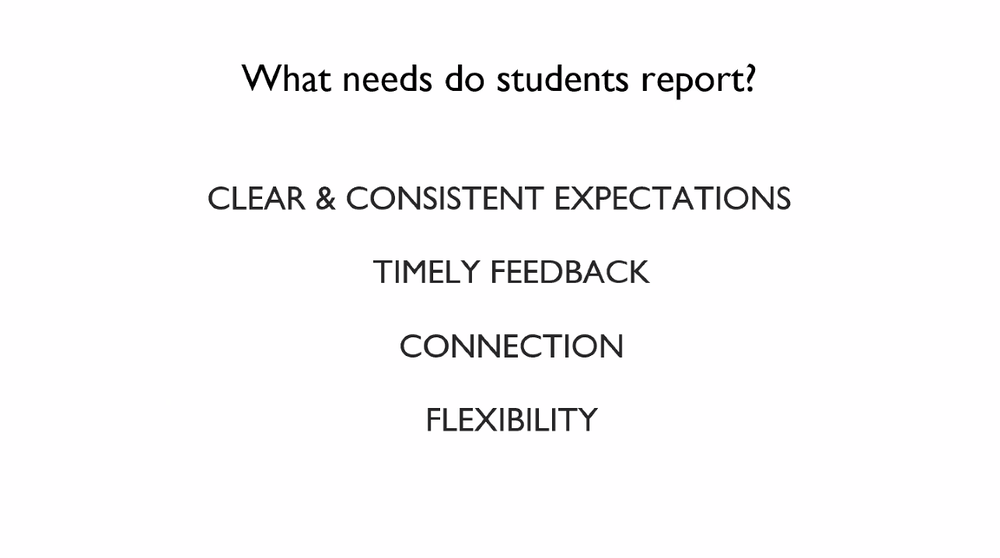 What needs do students report?
CLEAR & CONSISTENT EXPECTATIONS
TIMELY FEEDBACK
CONNECTION
FLEXIBILITY